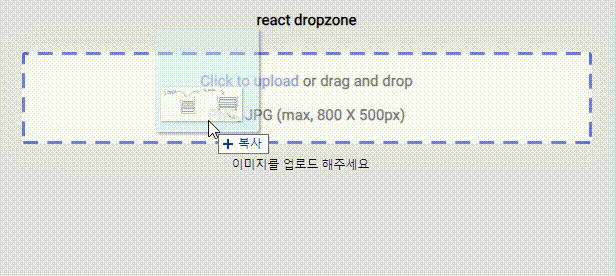 react dropzone
Click to upload or drag and drop
JPG (max, 800 X 500px)
복사
이미지를 업로드 해주세요